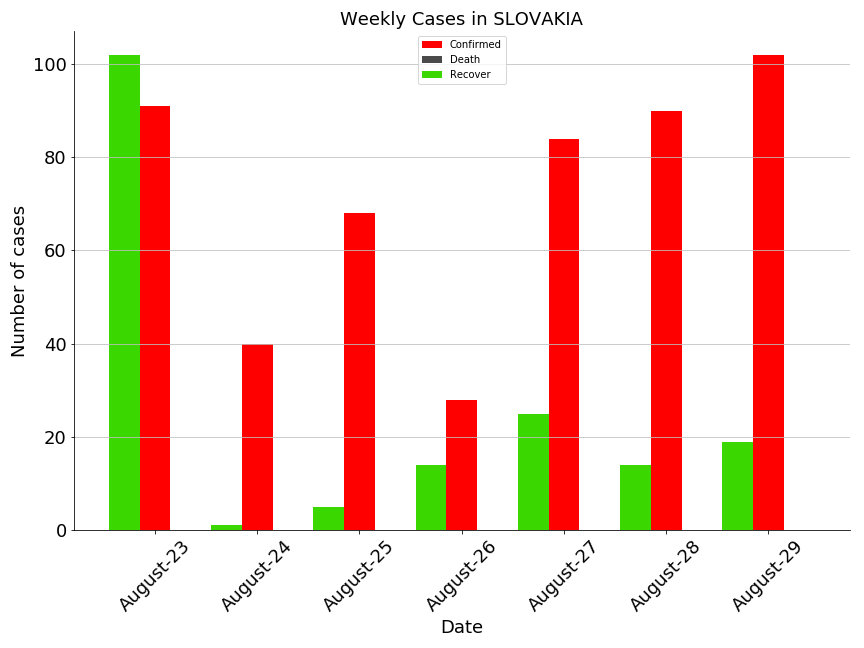 Weekly Cases in SLOVAKIA
Confirmed
Death
Recover
Number of cases
100
80
60
40
20
0
August-23
August-24
August-25
August-26
August-27
August-28
August-29
Date